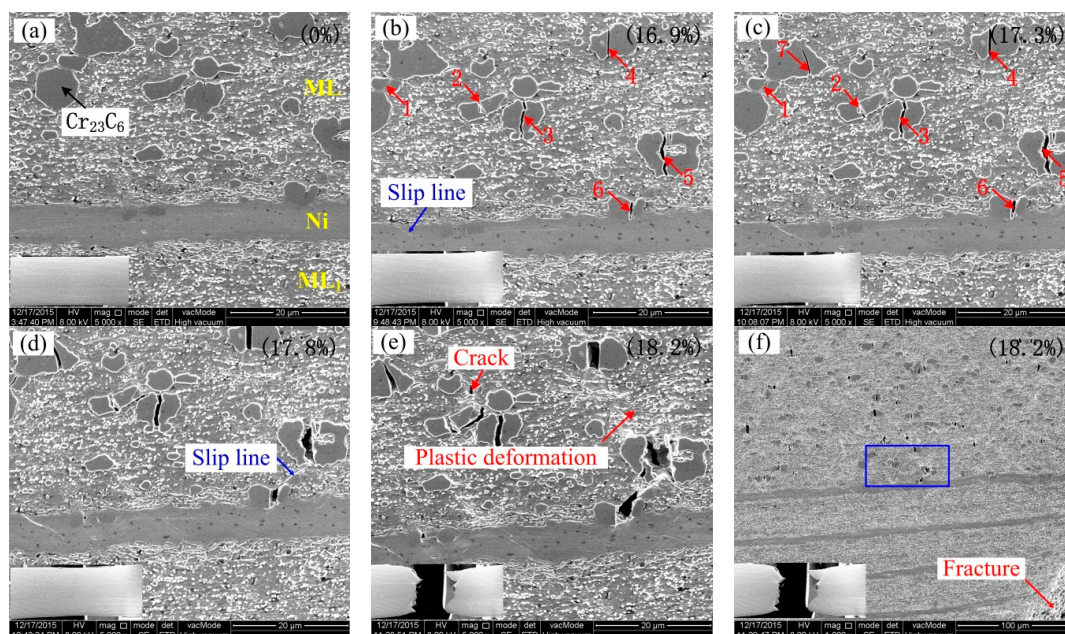 (a)
(0%)
ML
Cr23C6
Ni
ML1
12/17/2015 HV mag □ mode det vacMode 20 μm
3:47:40 PM 8.00 kV 5 000 x SE ETD High vacuum
(b)
(16.9%)
1
2
3
4
5
6
Slip line
12/17/2015 HV mag □ mode det vacMode 20 μm
9:48:43 PM 8.00 kV 5 000 x SE ETD High vacuum
(c)
(17.3%)
7
1
2
3
4
5
6
12/17/2015 HV mag □ mode det vacMode 20 μm
10:08:07 PM 8.00 kV 5 000 x SE ETD High vacuum
(d)
(17.8%)
Slip line
12/17/2015 HV mag □ mode det vacMode 20 μm
(e)
(18.2%)
Crack
Plastic deformation
12/17/2015 HV mag □ mode det vacMode 20 μm
(f)
(18.2%)
Fracture
12/17/2015 HV mag □ mode det vacMode 100 μm